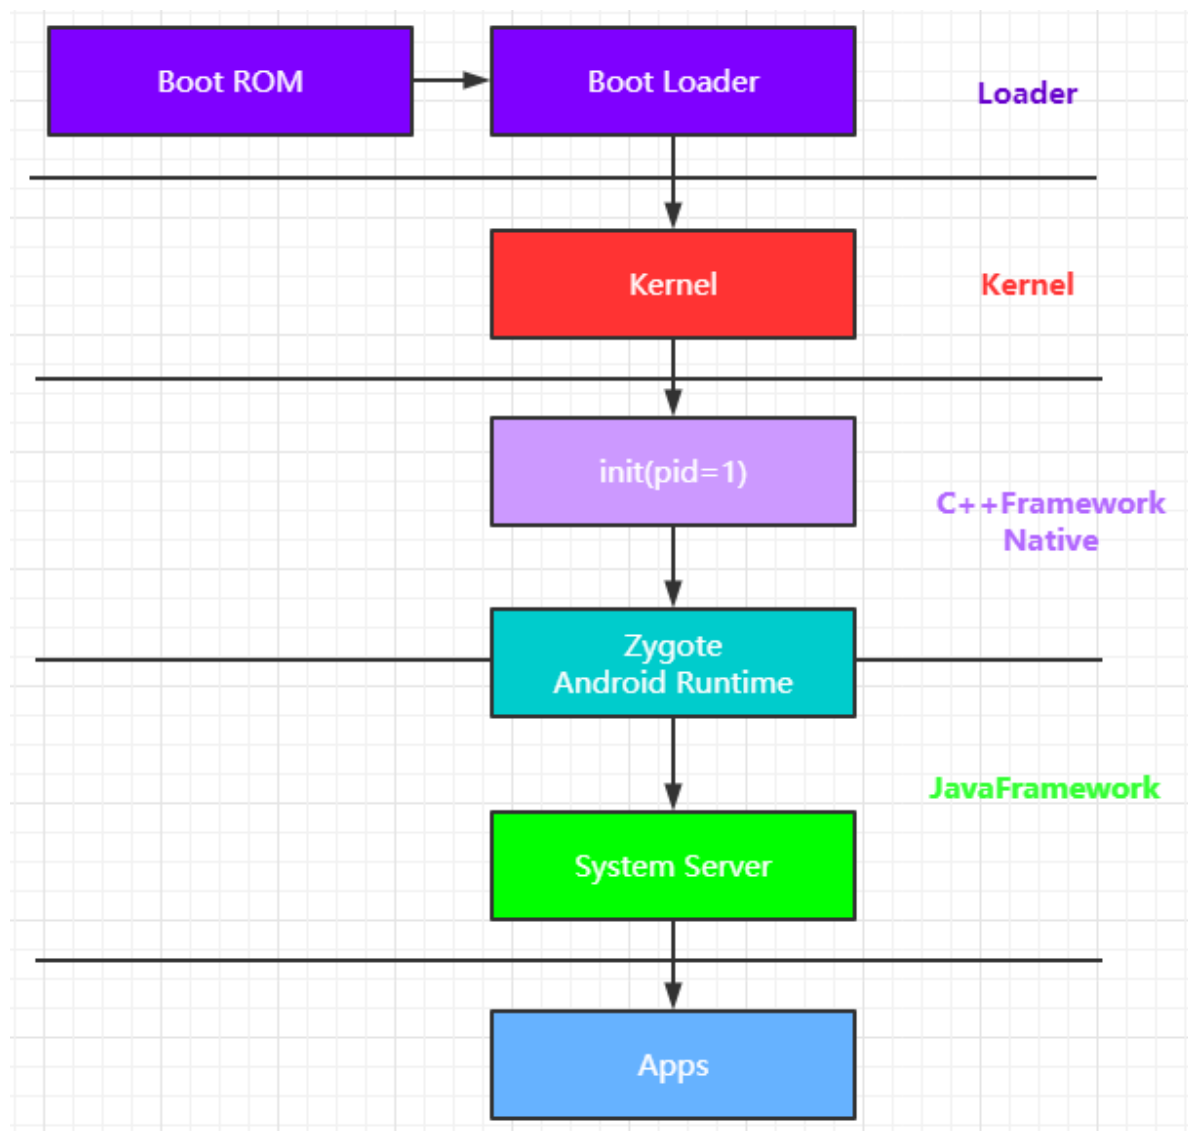 Boot ROM
Boot Loader
Loader
Kernel
Kernel
init(pid=1)
C++Framework
Native
Zygote
Android Runtime
JavaFramework
System Server
Apps